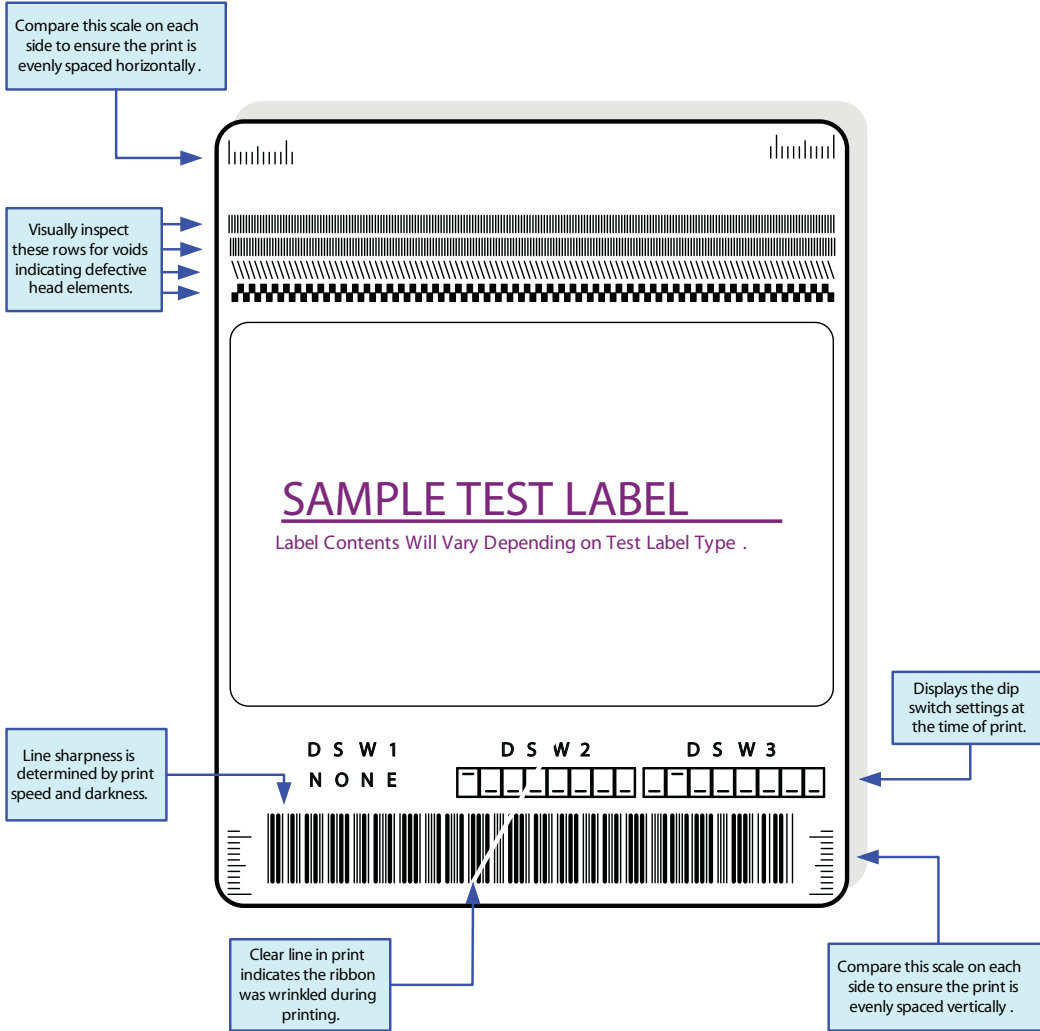 Compare this scale on each
side to ensure the print is
evenly spaced horizontally .
Visually inspect
these rows for voids
indicating defective
head elements.
SAMPLE TEST LABEL
Label Contents Will Vary Depending on Test Label Type .
Displays the dip
switch settings at
the time of print.
Line sharpness is
determined by print
speed and darkness.
D S W 1
N O N E
D S W 2
D S W 3
Clear line in print
indicates the ribbon
was wrinkled during
printing.
Compare this scale on each
side to ensure the print is
evenly spaced vertically .